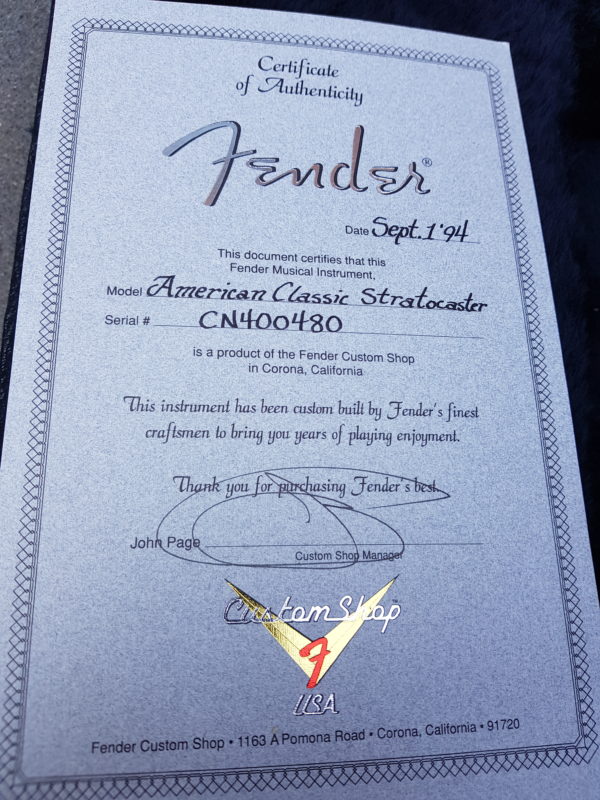 Certificate
of Authenticity
Fender®
Date Sept. 1 '94
This document certifies that this
Fender Musical Instrument,
Model American Classic Stratocaster
Serial # CN400480
is a product of the Fender Custom Shop
in Corona, California
This instrument has been custom built by Fender's finest
craftsmen to bring you years of playing enjoyment.
Thank you for purchasing Fender's best.
John Page
Custom Shop Manager
Custom Shop™
F
USA
Fender Custom Shop • 1163 A Pomona Road • Corona, California • 91720